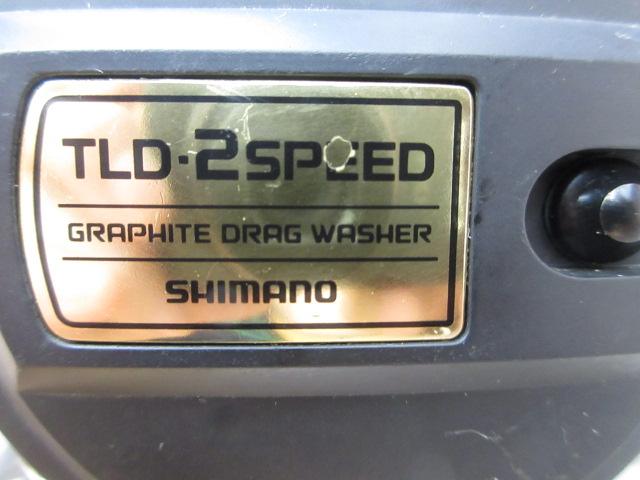 TLD·2SPEED
GRAPHITE DRAG WASHER
SHIMANO